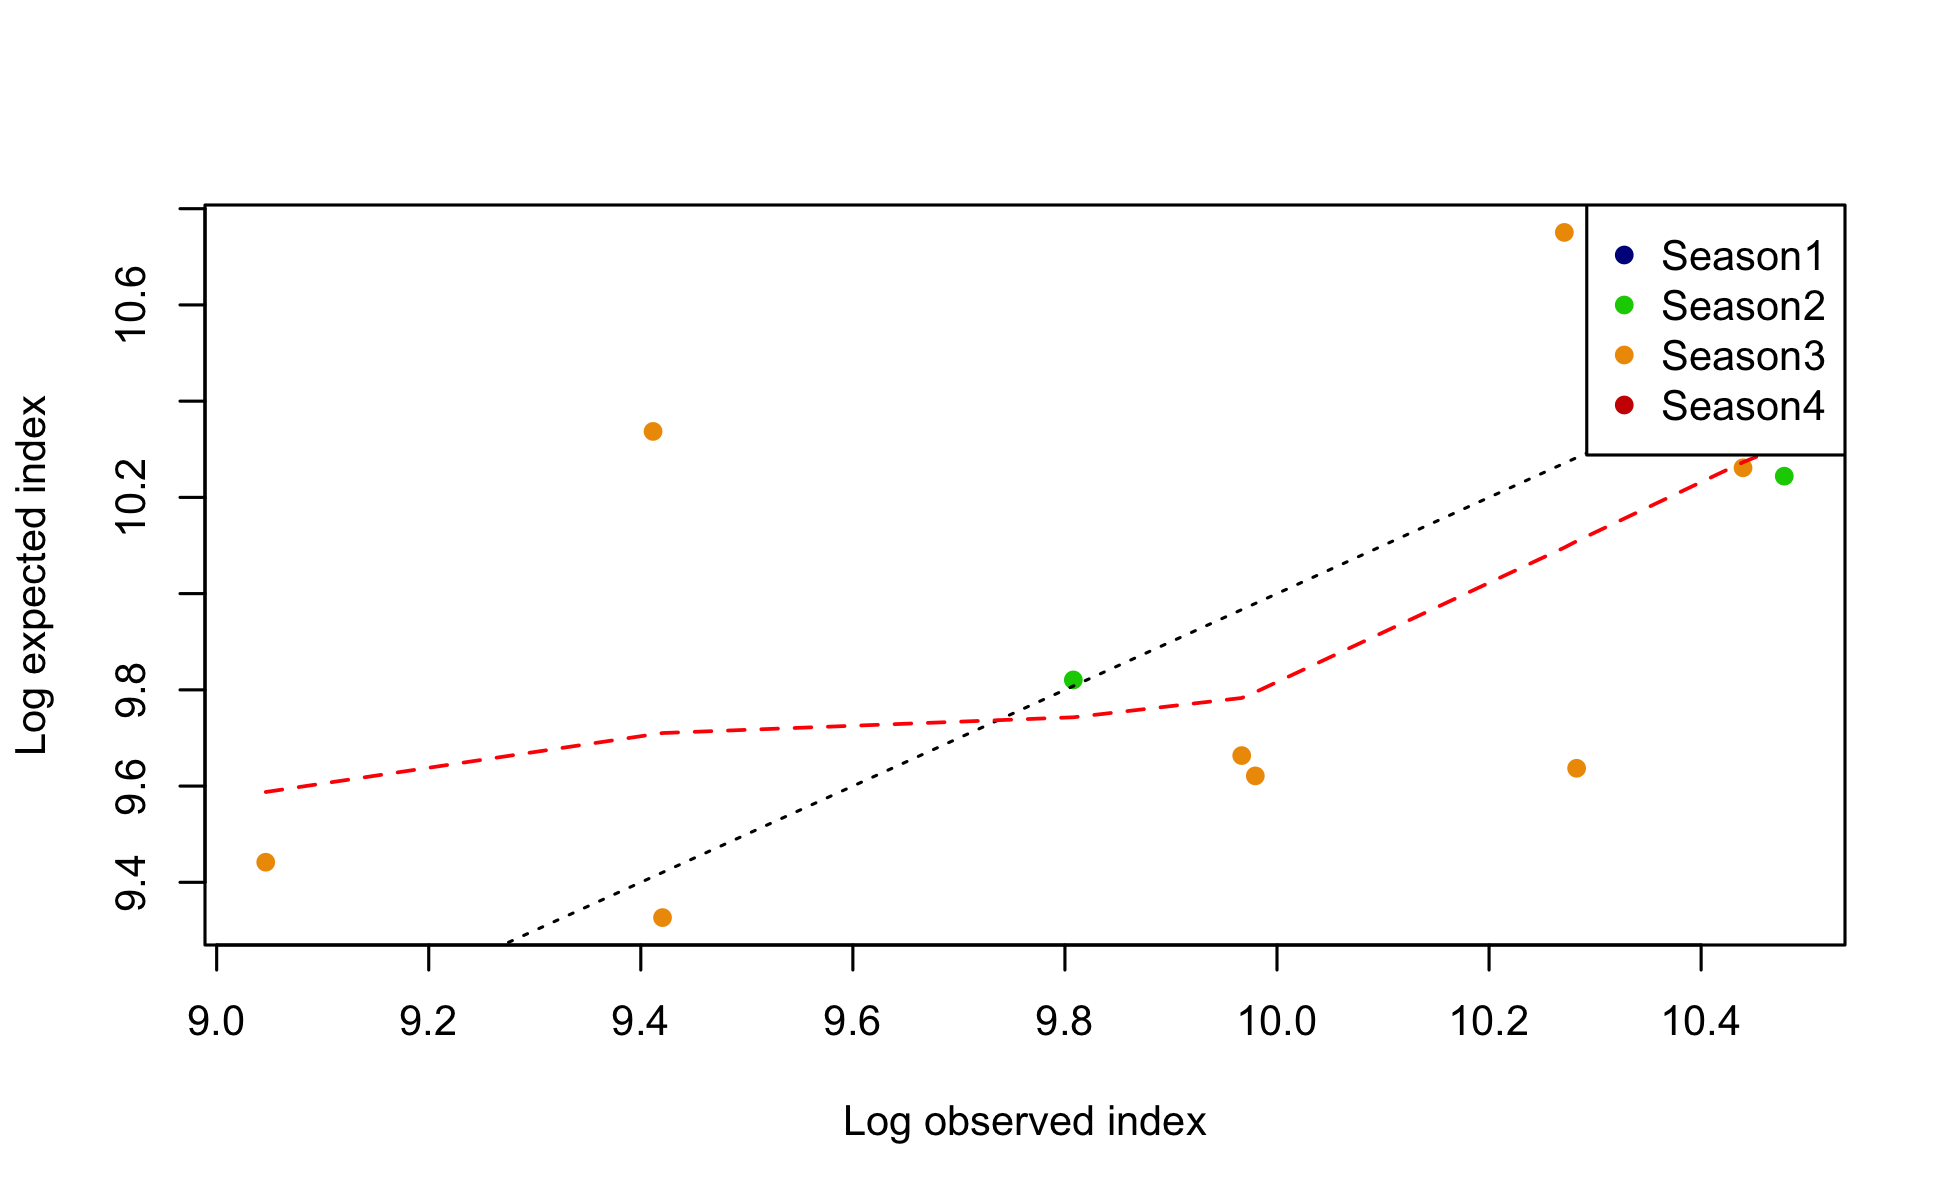 Season1
Season2
Season3
Season4
10.6
10.2
9.8
9.6
9.4
Log expected index
9.0 9.2 9.4 9.6 9.8 10.0 10.2 10.4
Log observed index